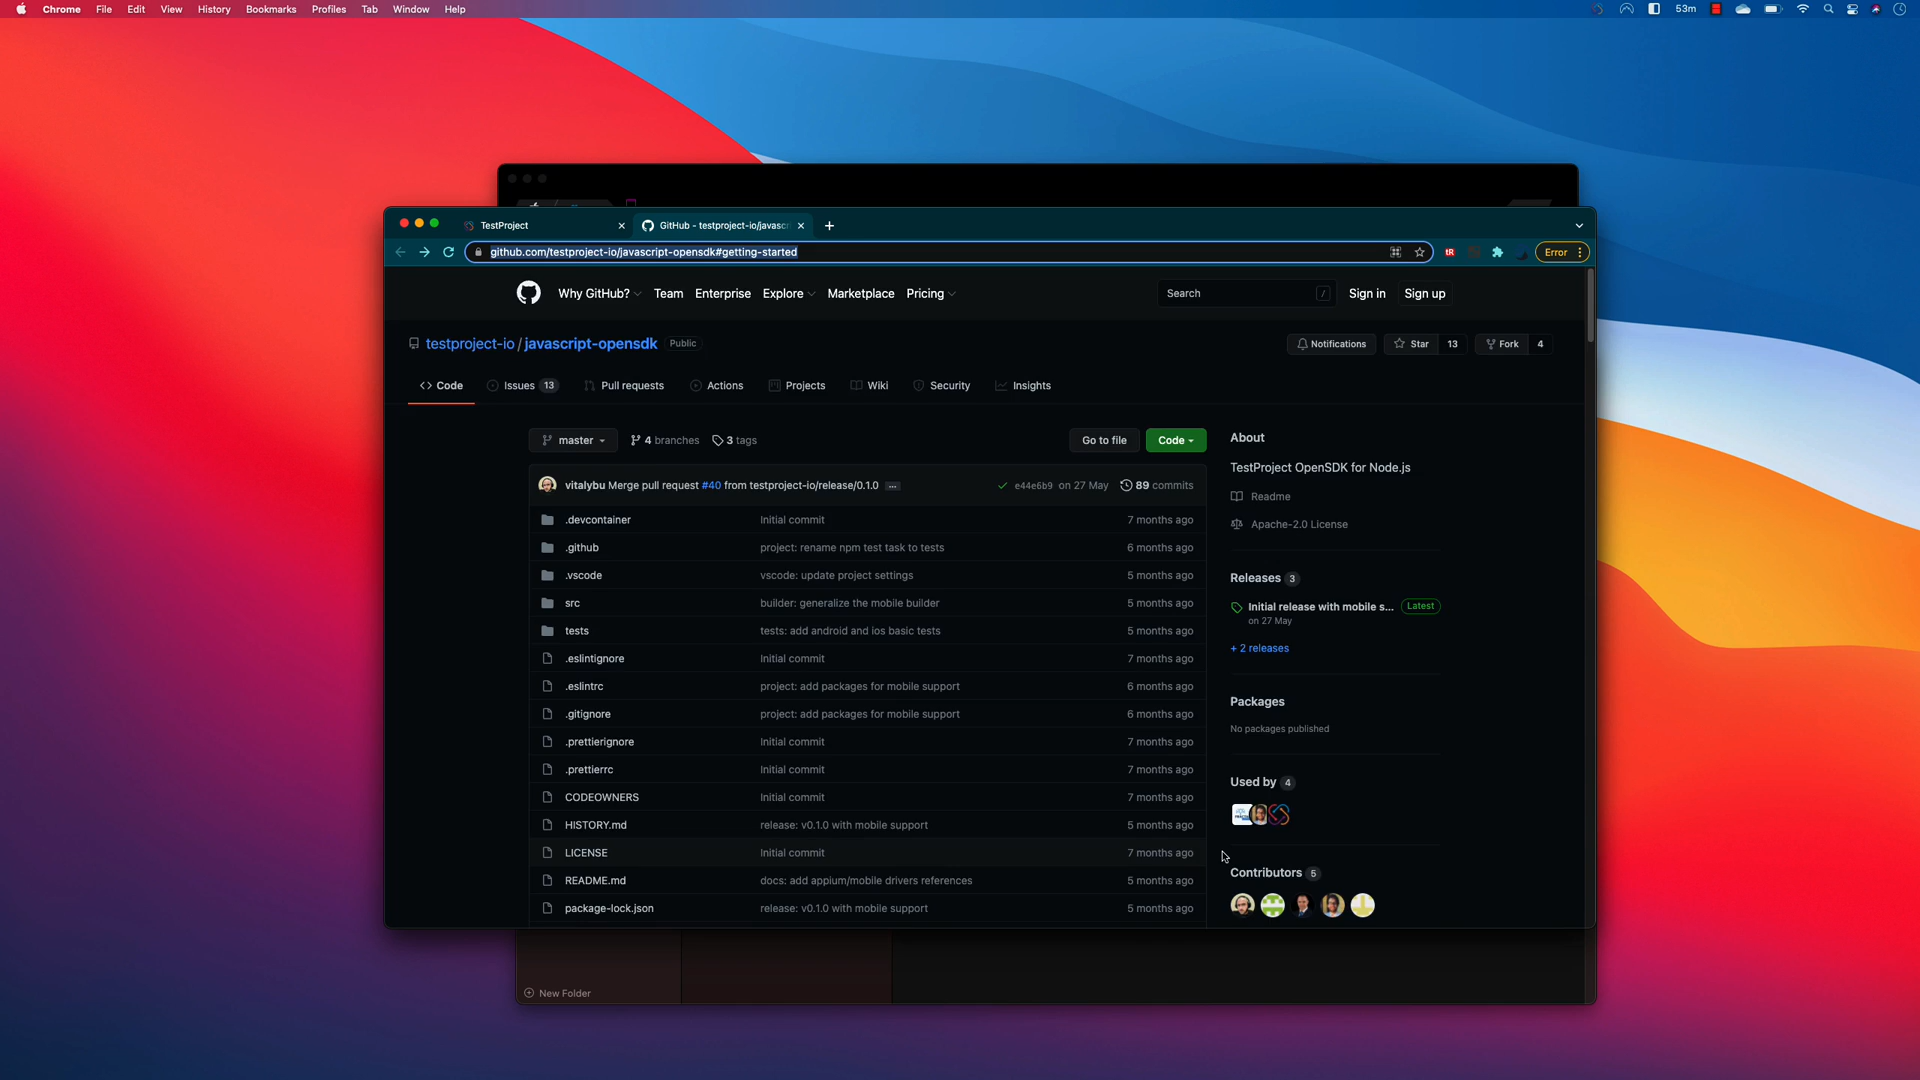 Chrome File Edit View History Bookmarks Profiles Tab Window Help 53m
TestProject GitHub - testproject-io/javasc
github.com/testproject-io/javascript-opensdk#getting-started tR Error
Why GitHub? Team Enterprise Explore Marketplace Pricing Search / Sign in Sign up
testproject-io / javascript-opensdk Public Notifications Star 13 Fork 4
<> Code Issues 13 Pull requests Actions Projects Wiki Security Insights
master 4 branches 3 tags Go to file Code
vitalybu Merge pull request #40 from testproject-io/release/0.1.0 ... e44e6b9 on 27 May 89 commits
.devcontainer Initial commit 7 months ago
.github project: rename npm test task to tests 6 months ago
.vscode vscode: update project settings 5 months ago
src builder: generalize the mobile builder 5 months ago
tests tests: add android and ios basic tests 5 months ago
.eslintignore Initial commit 7 months ago
.eslintrc project: add packages for mobile support 6 months ago
.gitignore project: add packages for mobile support 6 months ago
.prettierignore Initial commit 7 months ago
.prettierrc Initial commit 7 months ago
CODEOWNERS Initial commit 7 months ago
HISTORY.md release: v0.1.0 with mobile support 5 months ago
LICENSE Initial commit 7 months ago
README.md docs: add appium/mobile drivers references 5 months ago
package-lock.json release: v0.1.0 with mobile support 5 months ago
About
TestProject OpenSDK for Node.js
Readme
Apache-2.0 License
Releases 3
Initial release with mobile s... Latest
on 27 May
+ 2 releases
Packages
No packages published
Used by 4
Contributors 5
New Folder